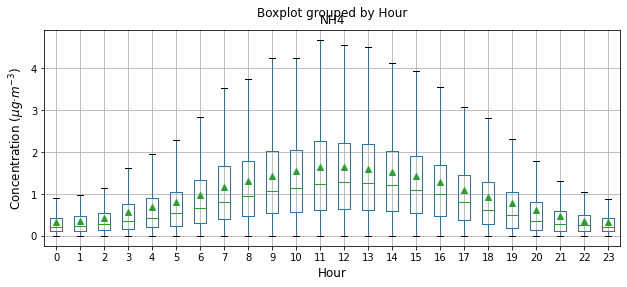 Boxplot grouped by Hour
NH4
Concentration (μg·m⁻³)
4
3
2
1
0
0 1 2 3 4 5 6 7 8 9 10 11 12 13 14 15 16 17 18 19 20 21 22 23
Hour